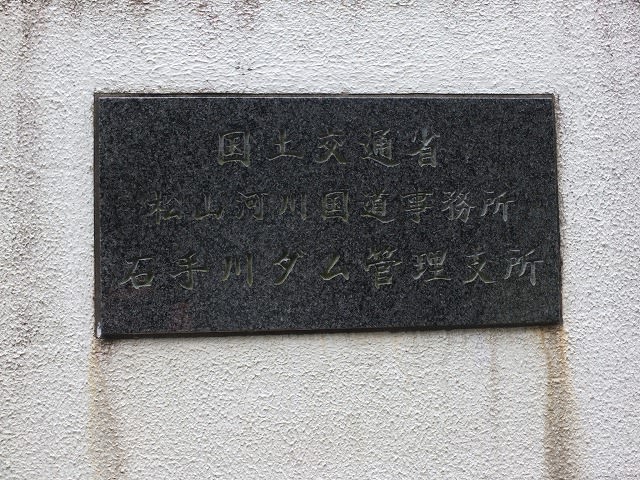 国土交通省
松山河川国道事務所
石手川ダム管理支所